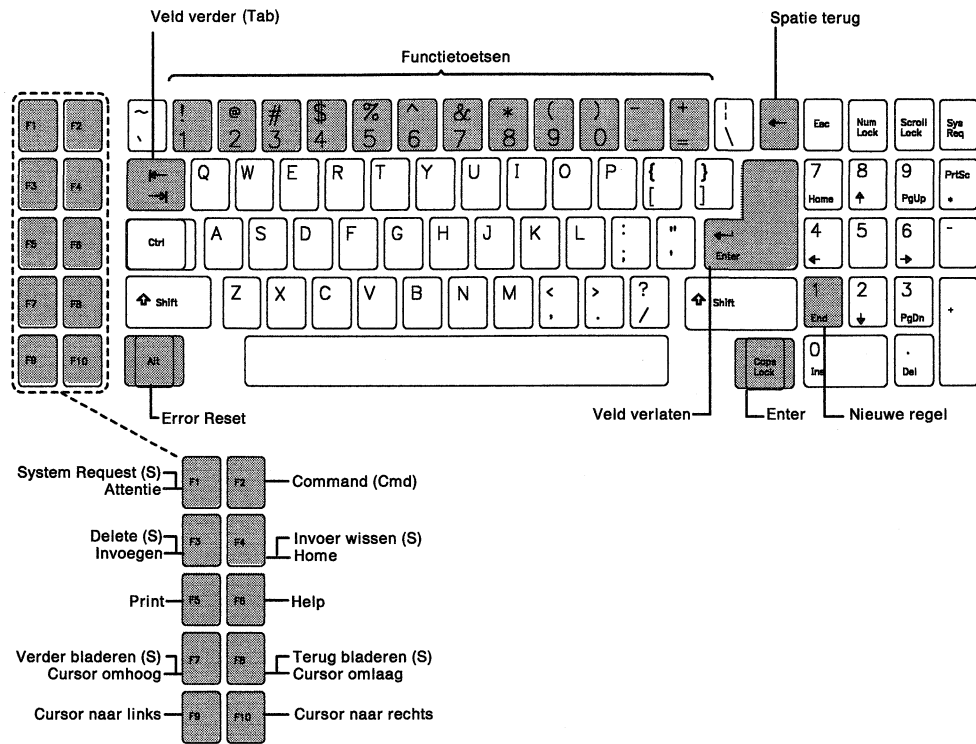 Veld verder (Tab)
Spatie terug
Functietoetsen
F1 F2
~ ! @ # $ % ^ & * ( ) - + ¦
` 1 2 3 4 5 6 7 8 9 0 - = \
← Esc Num Lock Scroll Lock Sys Req
F3 F4
Q W E R T Y U I O P { [ } ]
7 Home 8 ↑ 9 PgUp PrtSc *
F5 F6
Ctrl A S D F G H J K L : ; " ' Enter
4 ← 5 6 → -
F7 F8
⇧ Shift Z X C V B N M < , > . ? / ⇧ Shift
1 End 2 ↓ 3 PgDn +
F9 F10
Alt Caps Lock 0 Ins . Del
Error Reset
Veld verlaten
Enter
Nieuwe regel
System Request (S)
Attentie
F1 F2
Command (Cmd)
Delete (S)
Invoegen
F3 F4
Invoer wissen (S)
Home
Print
F5 F6
Help
Verder bladeren (S)
Cursor omhoog
F7 F8
Terug bladeren (S)
Cursor omlaag
Cursor naar links
F9 F10
Cursor naar rechts